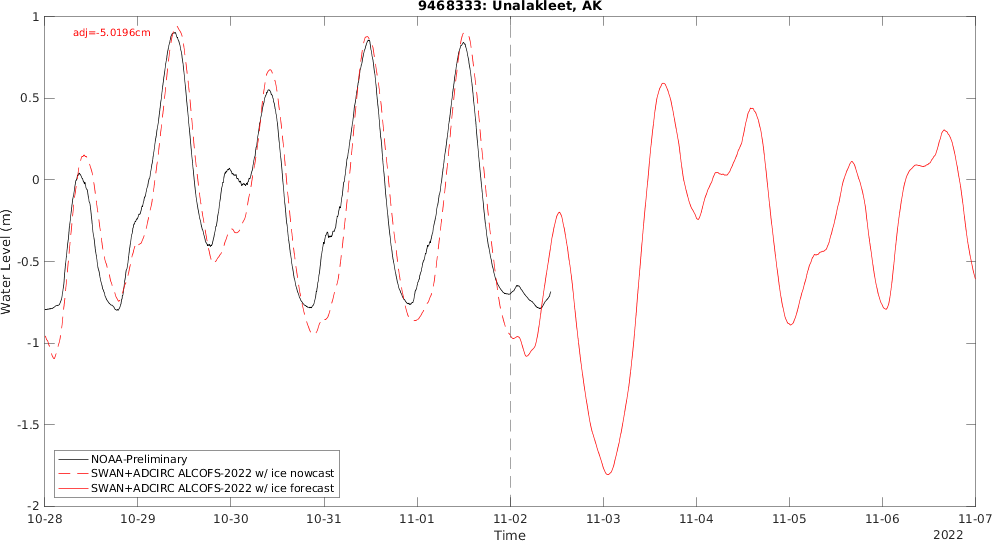 9468333: Unalakleet, AK
adj=-5.0196cm
1
0.5
0
-0.5
-1
-1.5
-2
Water Level (m)
NOAA-Preliminary
SWAN+ADCIRC ALCOFS-2022 w/ ice nowcast
SWAN+ADCIRC ALCOFS-2022 w/ ice forecast
10-28 10-29 10-30 10-31 11-01 11-02 11-03 11-04 11-05 11-06 11-07
Time
2022